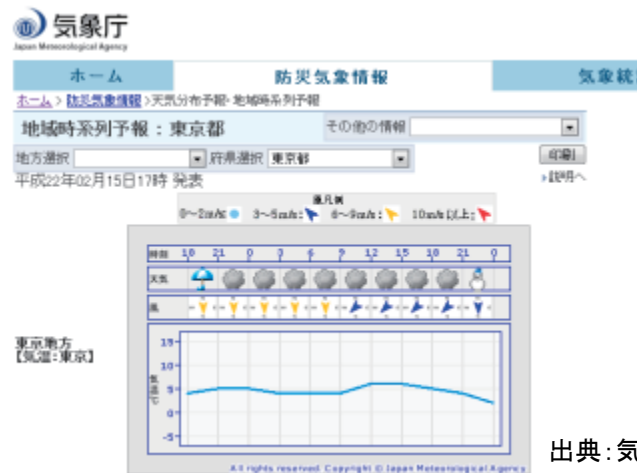 気象庁
Japan Meteorological Agency
ホーム
防災気象情報
気象統
ホーム > 防災気象情報 > 天気分布予報・地域時系列予報
地域時系列予報：東京都
その他の情報
地方選択
府県選択 東京都
印刷
平成22年02月15日17時 発表
›説明へ
風凡例
0～2m/s: 3～5m/s: 6～9m/s: 10m/s以上:
時間 18 21 0 3 6 9 12 15 18 21 0
天気
風
東京地方
【気温:東京】
気温℃
15
10
5
0
-5
All rights reserved. Copyright © Japan Meteorological Agency
出典：気